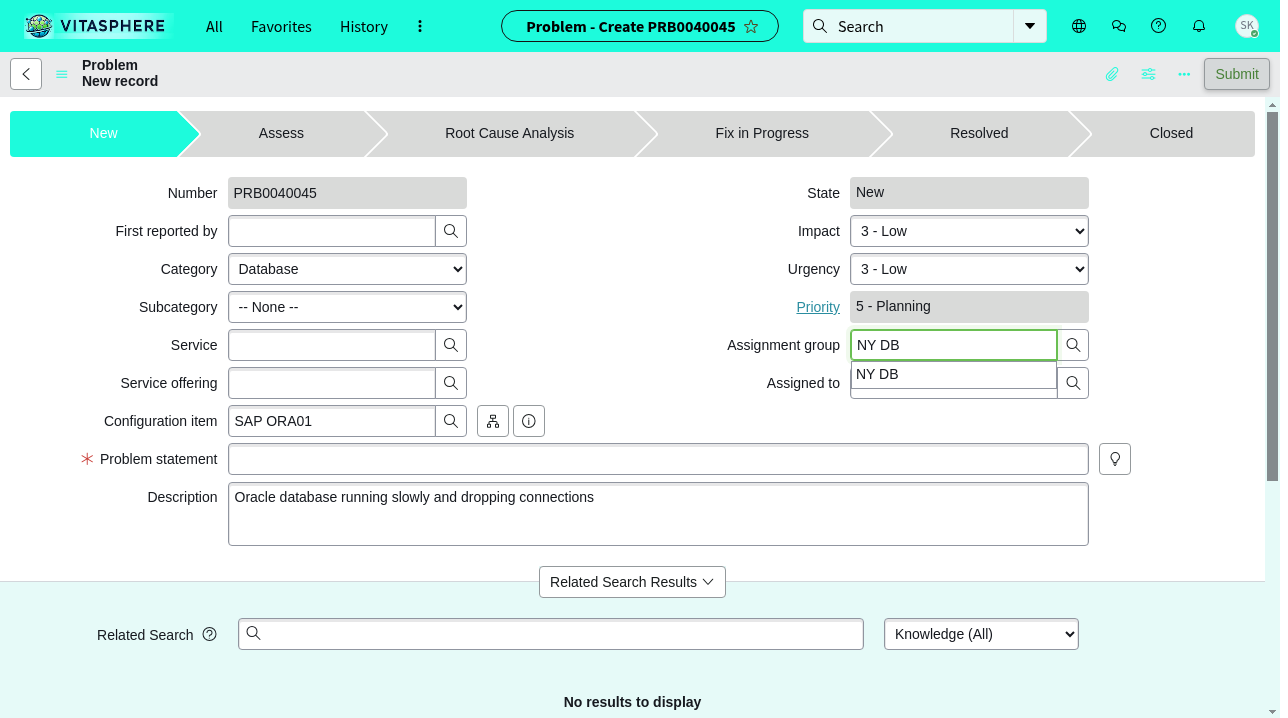 VITASPHERE
All
Favorites
History
Problem - Create PRB0040045
Search
SK
Problem
New record
Submit
New
Assess
Root Cause Analysis
Fix in Progress
Resolved
Closed
Number
PRB0040045
State
New
First reported by
Impact
3 - Low
Category
Database
Urgency
3 - Low
Subcategory
-- None --
Priority
5 - Planning
Service
Assignment group
NY DB
NY DB
Service offering
Assigned to
Configuration item
SAP ORA01
Problem statement
Description
Oracle database running slowly and dropping connections
Related Search Results
Related Search
Knowledge (All)
No results to display